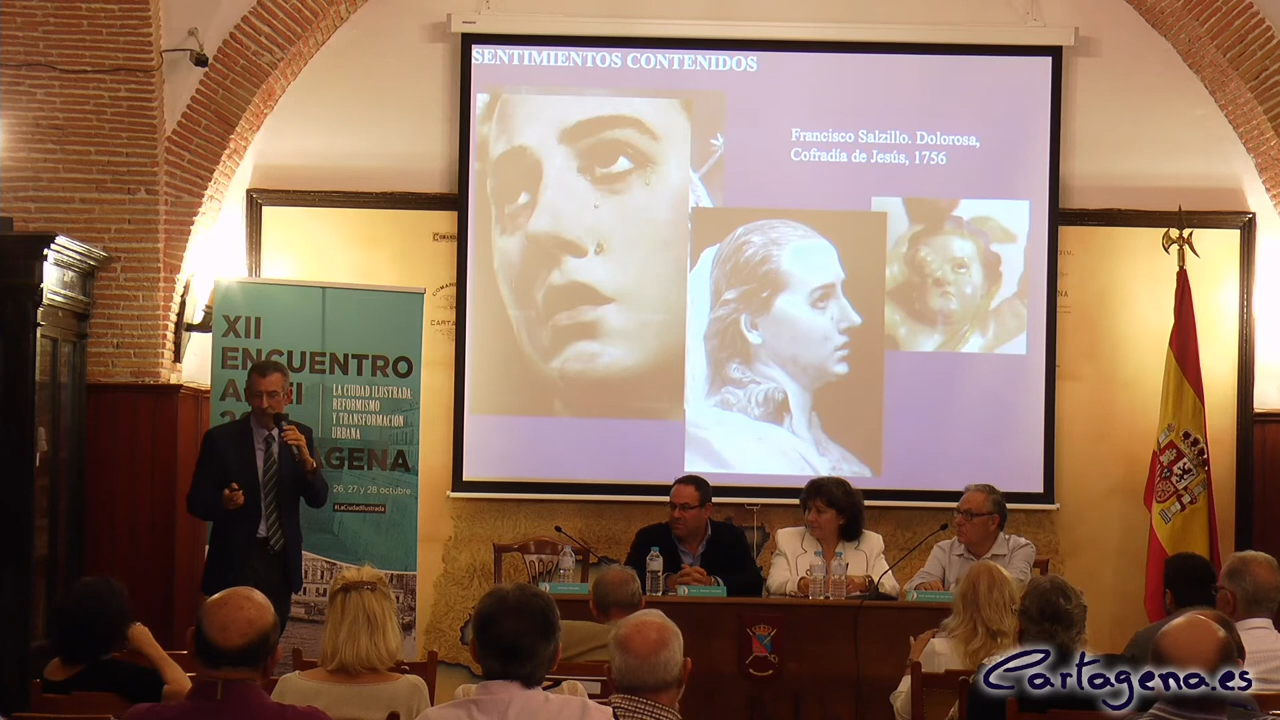 SENTIMIENTOS CONTENIDOS
Francisco Salzillo. Dolorosa,
Cofradía de Jesús, 1756
XII
ENCUENTRO
LA CIUDAD ILUSTRADA:
REFORMISMO
Y TRANSFORMACIÓN
URBANA
26, 27 y 28 octubre
#LaCiudadIlustrada
Cartagena.es